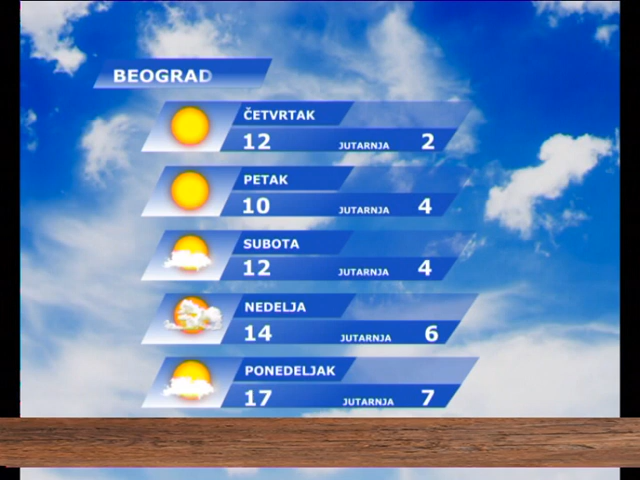 BEOGRAD
ČETVRTAK
12 JUTARNJA 2
PETAK
10 JUTARNJA 4
SUBOTA
12 JUTARNJA 4
NEDELJA
14 JUTARNJA 6
PONEDELJAK
17 JUTARNJA 7